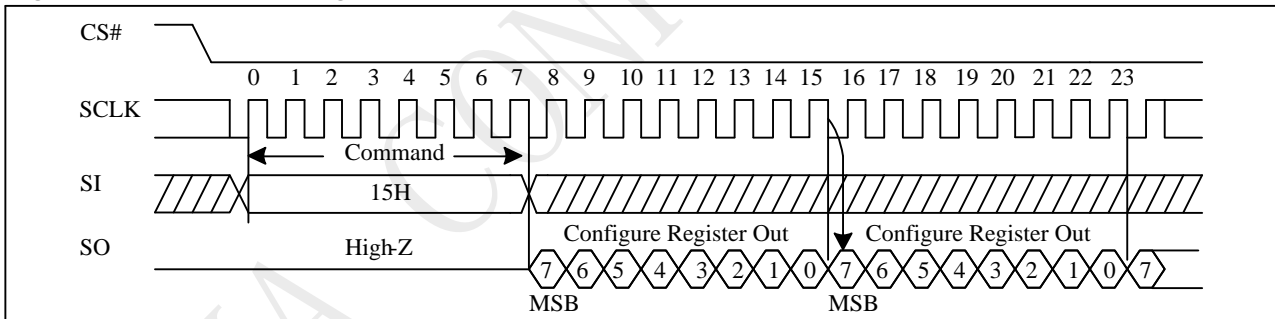 CS#
0 1 2 3 4 5 6 7 8 9 10 11 12 13 14 15 16 17 18 19 20 21 22 23
SCLK
Command
SI
15H
SO
High-Z
Configure Register Out
Configure Register Out
7 6 5 4 3 2 1 0 7 6 5 4 3 2 1 0 7
MSB
MSB